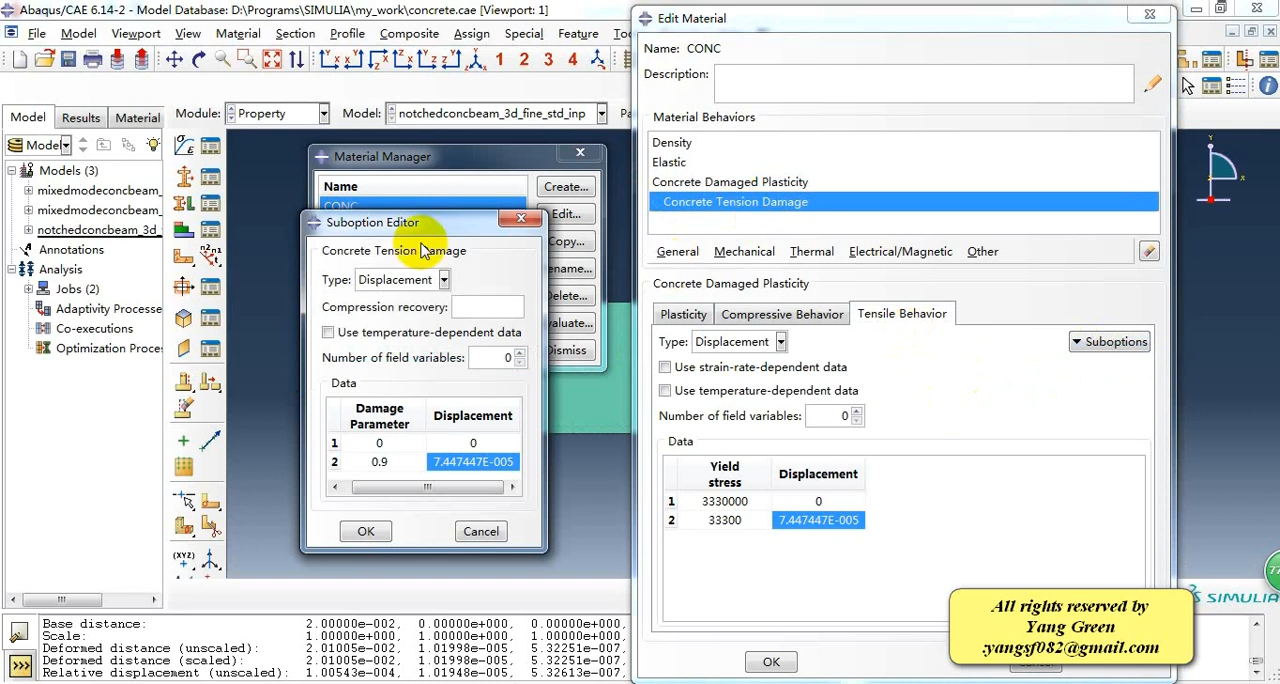 Abaqus/CAE 6.14-2 - Model Database: D:\Programs\SIMULIA\my_work\concrete.cae [Viewport: 1]
File Model Viewport View Material Section Profile Composite Assign Special Feature
1 2 3 4
Model Results Material
Module: Property Model: notchedconcbeam_3d_fine_std_inp
Model
Models (3)
mixedmodeconcbeam_
mixedmodeconcbeam_
notchedconcbeam_3d_
Annotations
Analysis
Jobs (2)
Adaptivity Processe
Co-executions
Optimization Proce
(XYZ)
Material Manager
Name
CONC
Create...
Edit...
Copy...
ename...
Delete...
valuate...
Dismiss
Suboption Editor
Concrete Tension Damage
Type: Displacement
Compression recovery:
Use temperature-dependent data
Number of field variables: 0
Data
Damage Parameter Displacement
1 0 0
2 0.9 7.447447E-005
OK Cancel
Edit Material
Name: CONC
Description:
Material Behaviors
Density
Elastic
Concrete Damaged Plasticity
Concrete Tension Damage
General Mechanical Thermal Electrical/Magnetic Other
Concrete Damaged Plasticity
Plasticity Compressive Behavior Tensile Behavior
Type: Displacement Suboptions
Use strain-rate-dependent data
Use temperature-dependent data
Number of field variables: 0
Data
Yield stress Displacement
1 3330000 0
2 33300 7.447447E-005
OK
All rights reserved by
Yang Green
yangsf082@gmail.com
SIMULIA
Base distance: 2.00000e-002, 0.00000e+000, 0.00000e+000,
Scale: 1.00000e+000, 1.00000e+000, 1.00000e+000,
Deformed distance (unscaled): 2.01005e-002, 1.01998e-005, 5.32251e-007,
Deformed distance (scaled): 2.01005e-002, 1.01998e-005, 5.32251e-007,
Relative displacement (unscaled): 1.00543e-004, 1.01948e-005, 5.32613e-007,